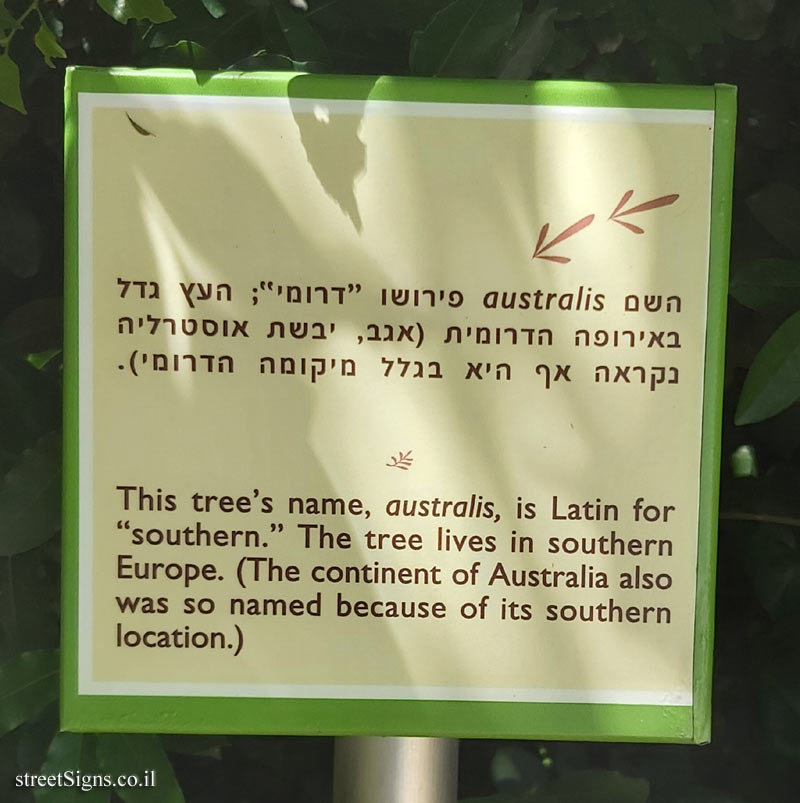 השם australis פירושו "דרומי"; העץ גדל
באירופה הדרומית (אגב, יבשת אוסטרליה
נקראה אף היא בגלל מיקומה הדרומי).
This tree's name, australis, is Latin for
“southern.” The tree lives in southern
Europe. (The continent of Australia also
was so named because of its southern
location.)
streetSigns.co.il